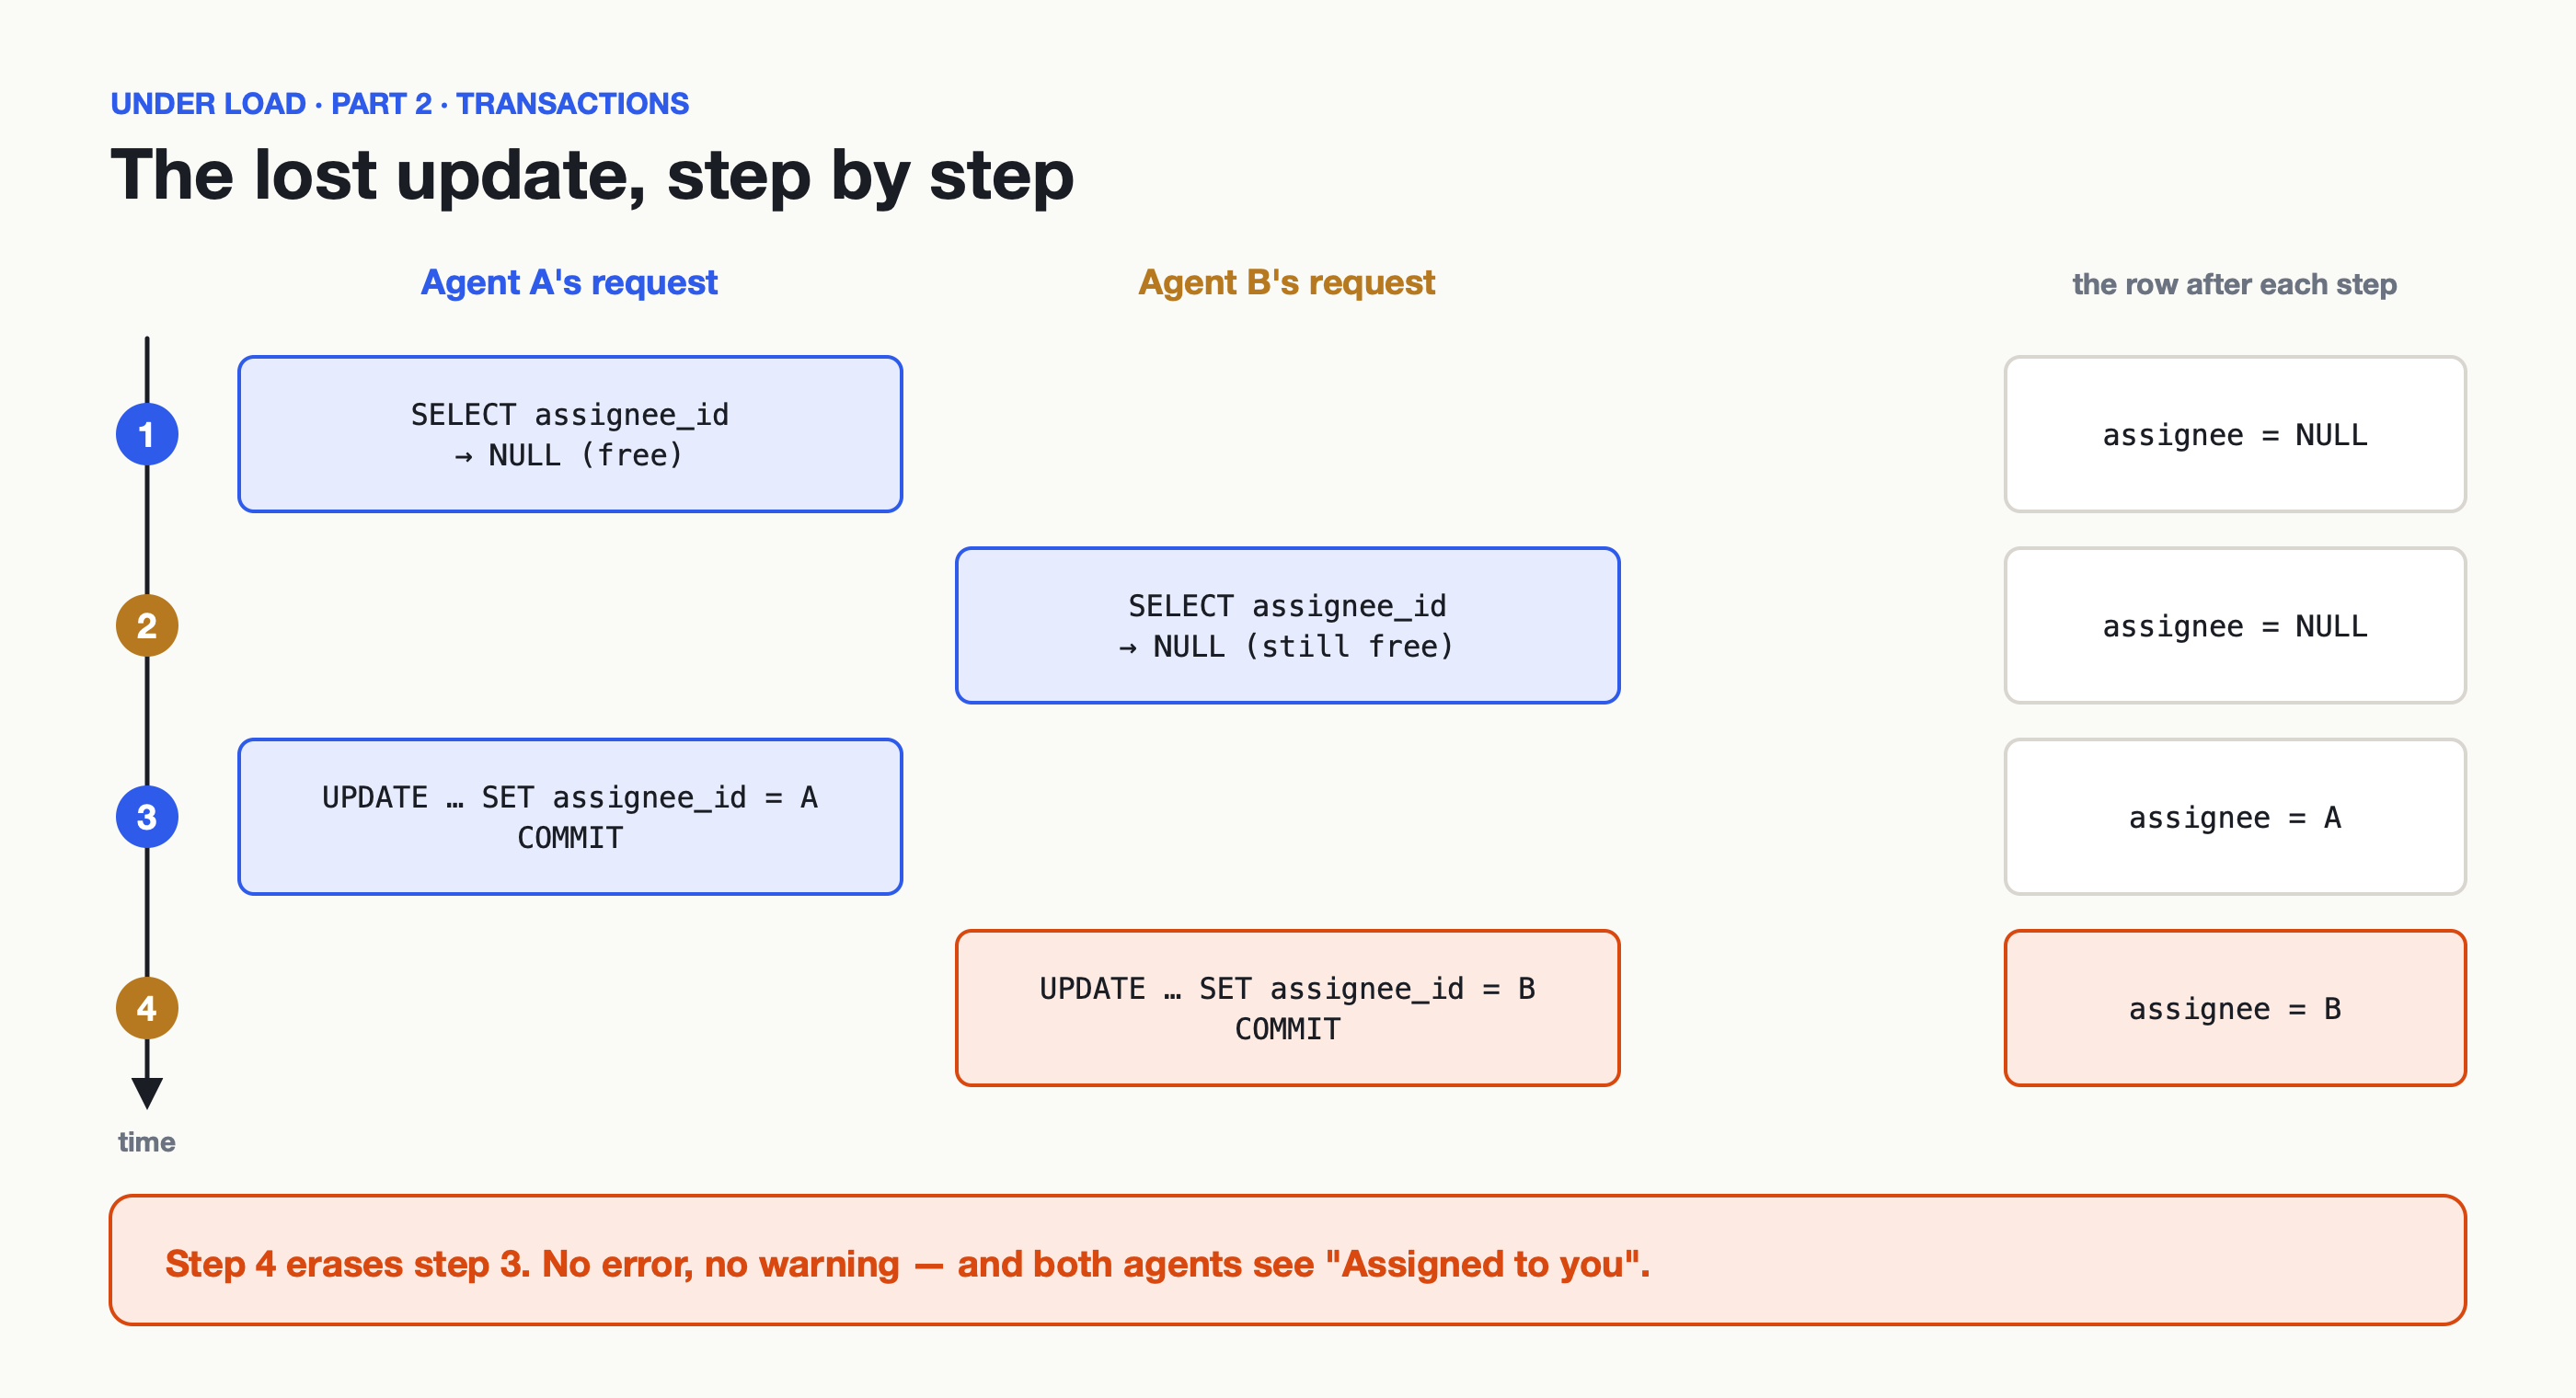 UNDER LOAD · PART 2 · TRANSACTIONS
The lost update, step by step
Agent A's request
Agent B's request
the row after each step
1
SELECT assignee_id
→ NULL (free)
assignee = NULL
2
SELECT assignee_id
→ NULL (still free)
assignee = NULL
3
UPDATE … SET assignee_id = A
COMMIT
assignee = A
4
UPDATE … SET assignee_id = B
COMMIT
assignee = B
time
Step 4 erases step 3. No error, no warning — and both agents see "Assigned to you".